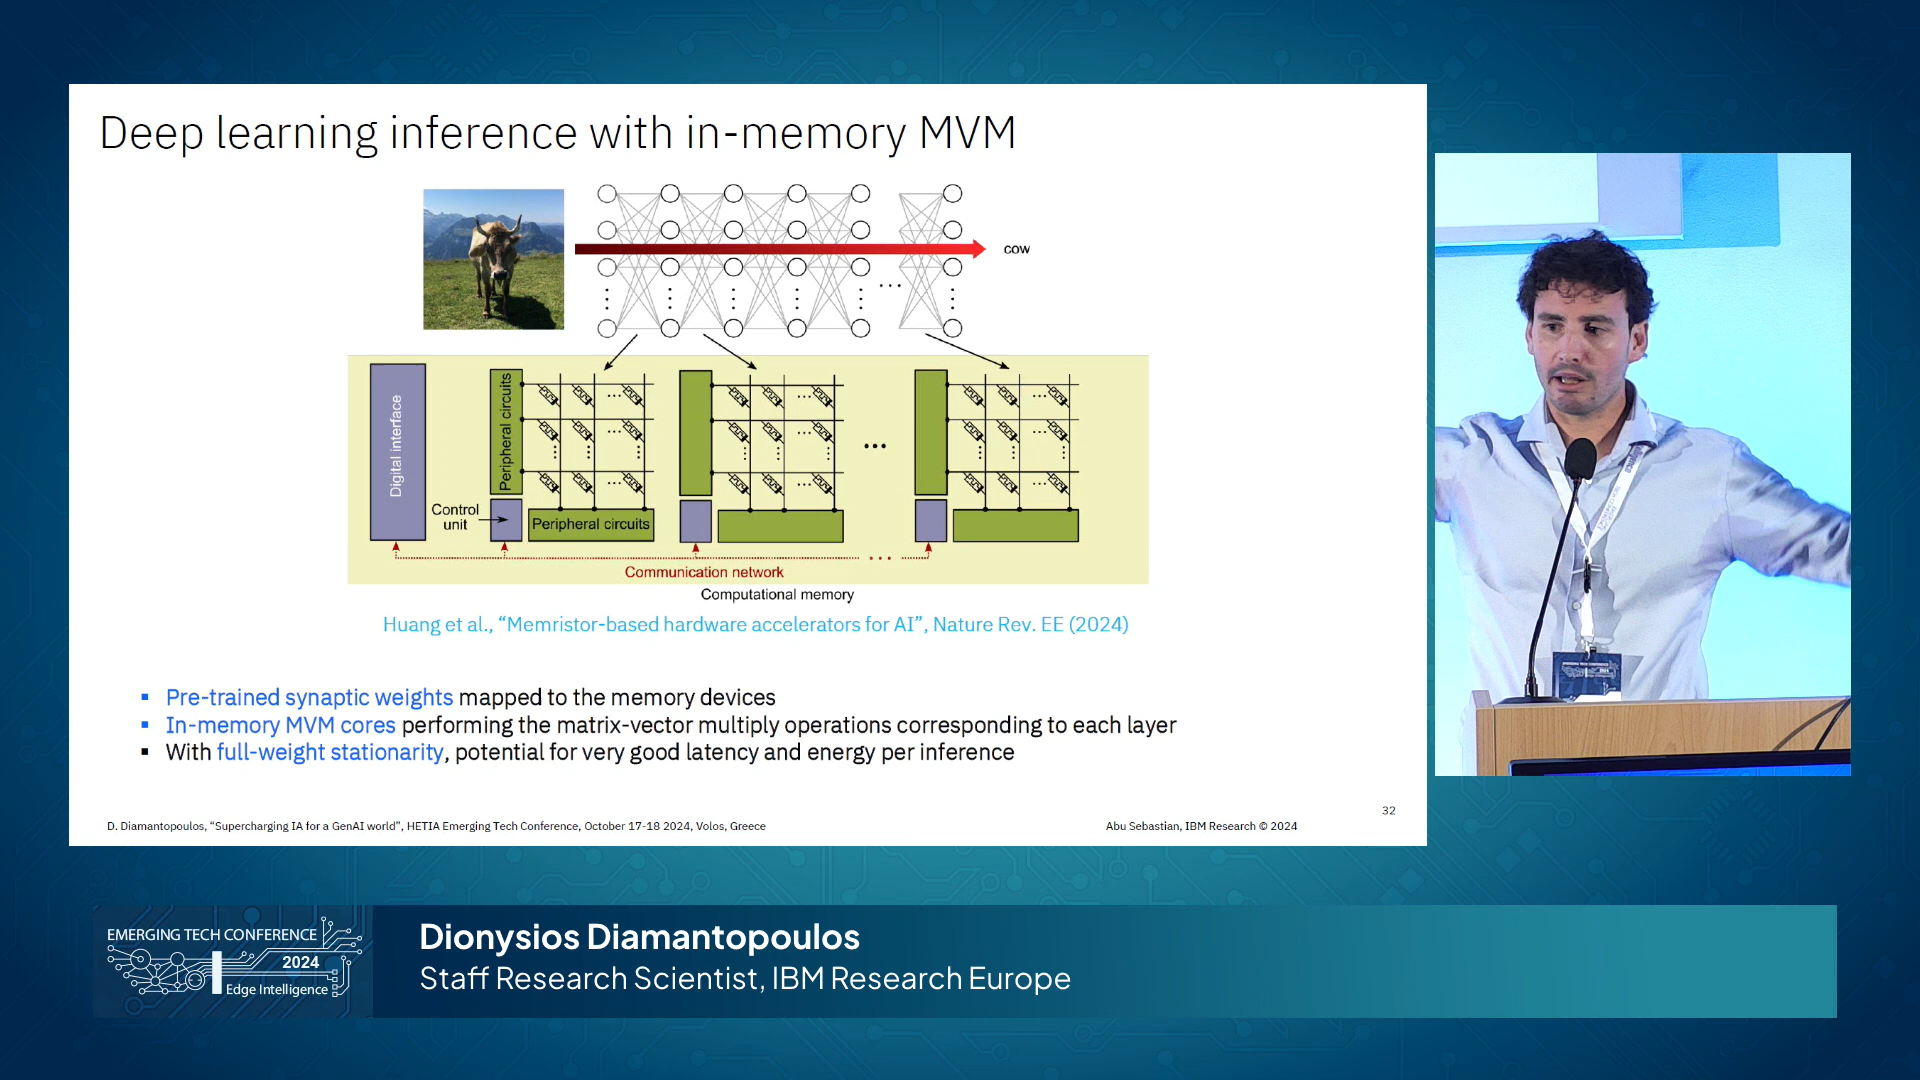 Deep learning inference with in-memory MVM
cow
Digital interface
Peripheral circuits
Control
unit
Peripheral circuits
Communication network
Computational memory
Huang et al., “Memristor-based hardware accelerators for AI”, Nature Rev. EE (2024)
▪ Pre-trained synaptic weights mapped to the memory devices
▪ In-memory MVM cores performing the matrix-vector multiply operations corresponding to each layer
▪ With full-weight stationarity, potential for very good latency and energy per inference
32
D. Diamantopoulos, “Supercharging IA for a GenAI world”, HETIA Emerging Tech Conference, October 17-18 2024, Volos, Greece
Abu Sebastian, IBM Research © 2024
EMERGING TECH CONFERENCE
2024
Edge Intelligence
Dionysios Diamantopoulos
Staff Research Scientist, IBM Research Europe